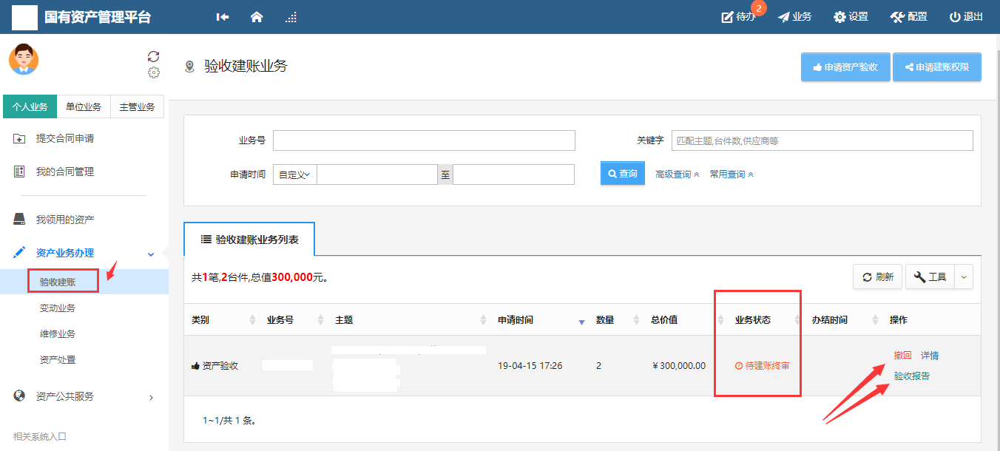 国有资产管理平台
待办 2 业务 设置 配置 退出
验收建账业务
申请资产验收 申请建账权限
个人业务 单位业务 主管业务
提交合同申请
我的合同管理
我领用的资产
资产业务办理
验收建账
变动业务
维修业务
资产处置
资产公共服务
相关系统入口
业务号 关键字 匹配主题,台件数,供应商等
申请时间 自定义 至 查询 高级查询 常用查询
验收建账业务列表
共1笔,2台件,总值300,000元。 刷新 工具
类别 业务号 主题 申请时间 数量 总价值 业务状态 办结时间 操作
资产验收 19-04-15 17:26 2 ¥300,000.00 待建账终审 撤回 详情
验收报告
1~1/共 1 条。